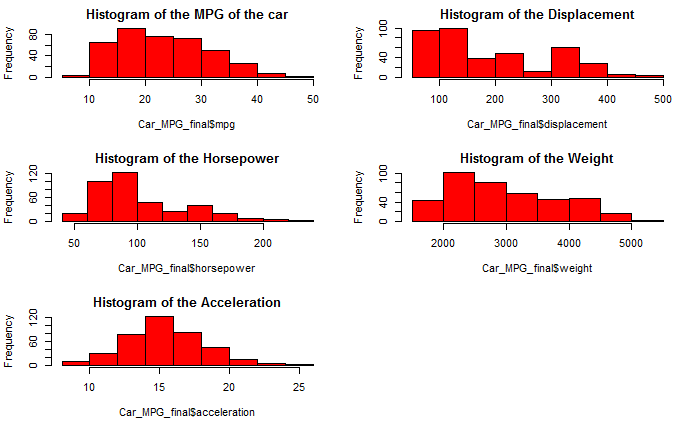 Histogram of the MPG of the car
Frequency
0 40 80
10 20 30 40 50
Car_MPG_final$mpg
Histogram of the Displacement
Frequency
0 40 100
100 200 300 400 500
Car_MPG_final$displacement
Histogram of the Horsepower
Frequency
0 60 120
50 100 150 200
Car_MPG_final$horsepower
Histogram of the Weight
Frequency
0 40 100
2000 3000 4000 5000
Car_MPG_final$weight
Histogram of the Acceleration
Frequency
0 60 120
10 15 20 25
Car_MPG_final$acceleration